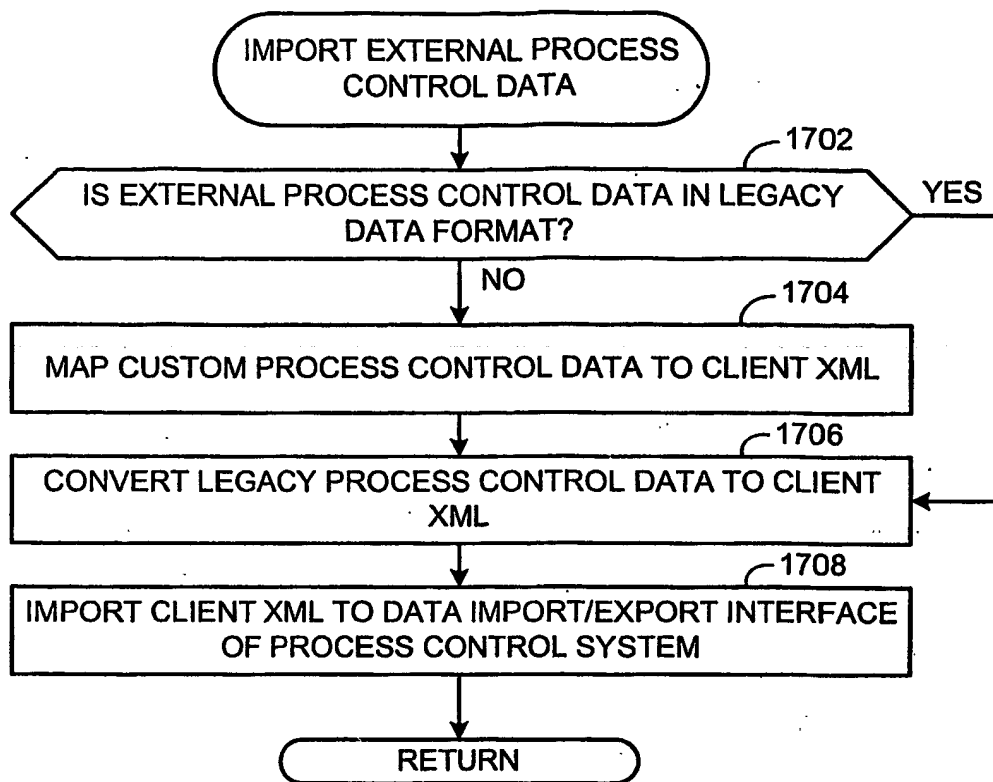 IMPORT EXTERNAL PROCESS
CONTROL DATA
1702
IS EXTERNAL PROCESS CONTROL DATA IN LEGACY
DATA FORMAT?
YES
NO
1704
MAP CUSTOM PROCESS CONTROL DATA TO CLIENT XML
1706
CONVERT LEGACY PROCESS CONTROL DATA TO CLIENT
XML
1708
IMPORT CLIENT XML TO DATA IMPORT/EXPORT INTERFACE
OF PROCESS CONTROL SYSTEM
RETURN